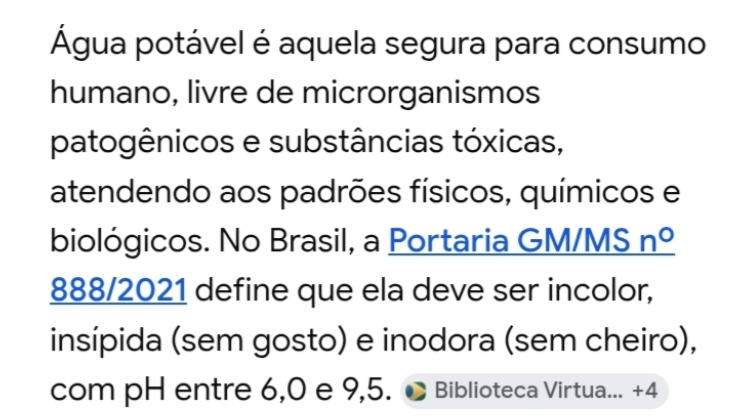 Água potável é aquela segura para consumo
humano, livre de microrganismos
patogênicos e substâncias tóxicas,
atendendo aos padrões físicos, químicos e
biológicos. No Brasil, a Portaria GM/MS nº
888/2021 define que ela deve ser incolor,
insípida (sem gosto) e inodora (sem cheiro),
com pH entre 6,0 e 9,5. Biblioteca Virtua... +4